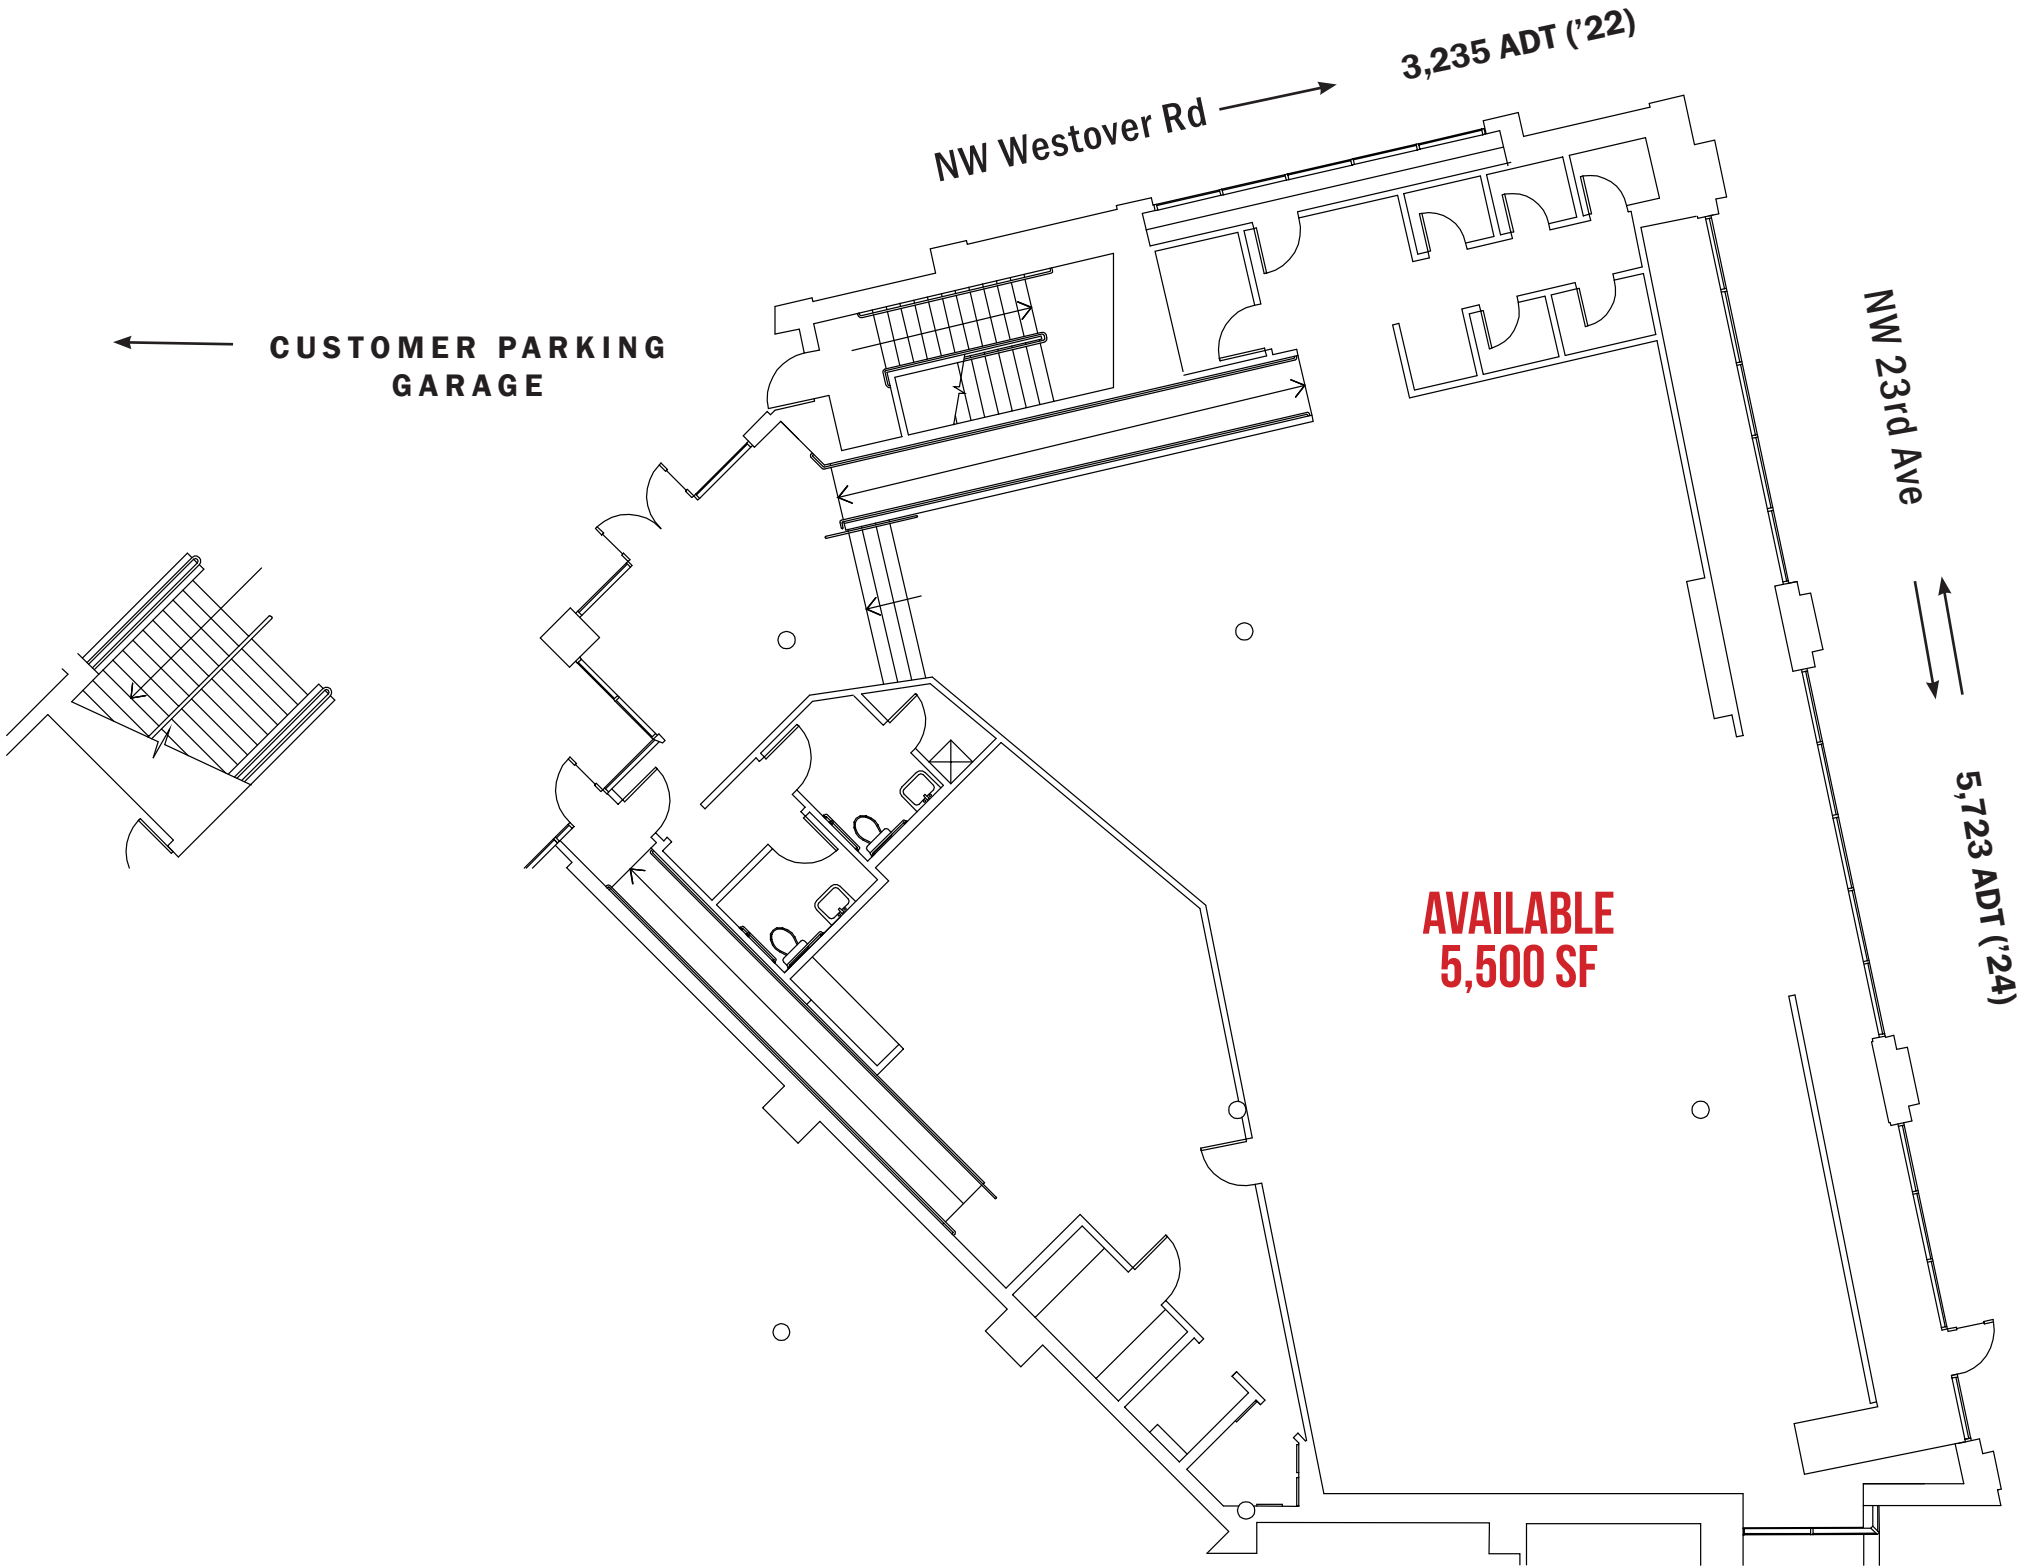 3,235 ADT (’22)
NW Westover Rd
CUSTOMER PARKING
GARAGE
NW 23rd Ave
5,723 ADT (’24)
AVAILABLE
5,500 SF